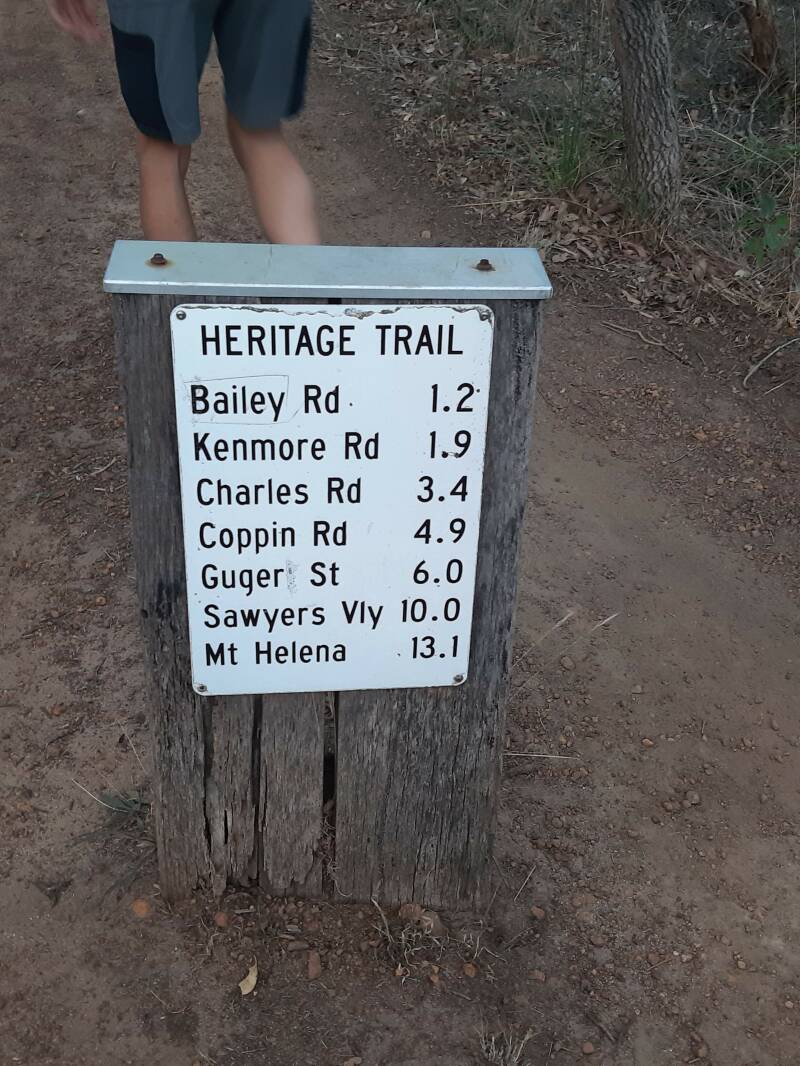 HERITAGE TRAIL
Bailey Rd 1.2
Kenmore Rd 1.9
Charles Rd 3.4
Coppin Rd 4.9
Guger St 6.0
Sawyers Vly 10.0
Mt Helena 13.1